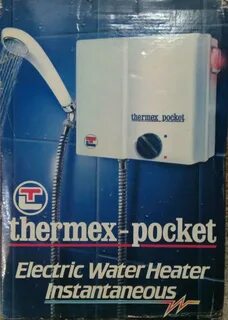 thermex pocket
thermex-pocket
Electric Water Heater
Instantaneous